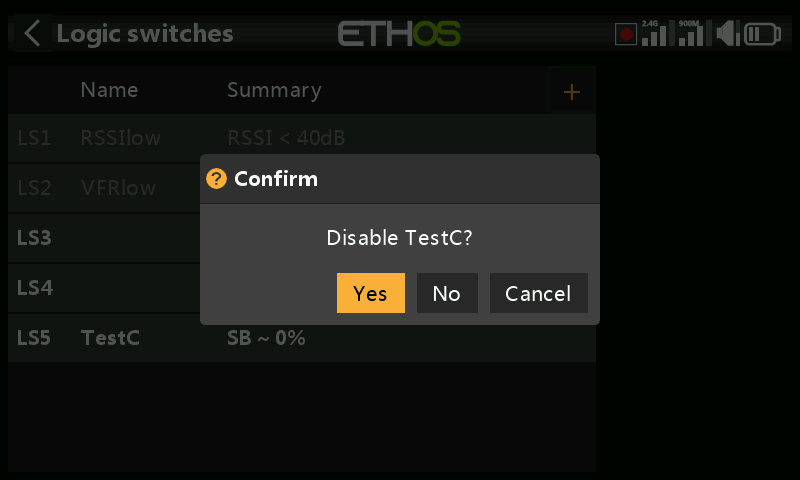 Logic switches ETHOS 2.4G 900M
Name Summary +
LS1 RSSIlow RSSI < 40dB
LS2 VFRlow
? Confirm
LS3 Disable TestC?
LS4 Yes No Cancel
LS5 TestC SB ~ 0%